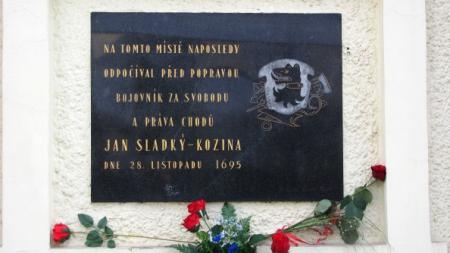 NA TOMTO MÍSTĚ NAPOSLEDY
ODPOČÍVAL PŘED POPRAVOU
BOJOVNÍK ZA SVOBODU
A PRÁVA CHODŮ
JAN SLADKÝ-KOZINA
DNE 28. LISTOPADU 1695